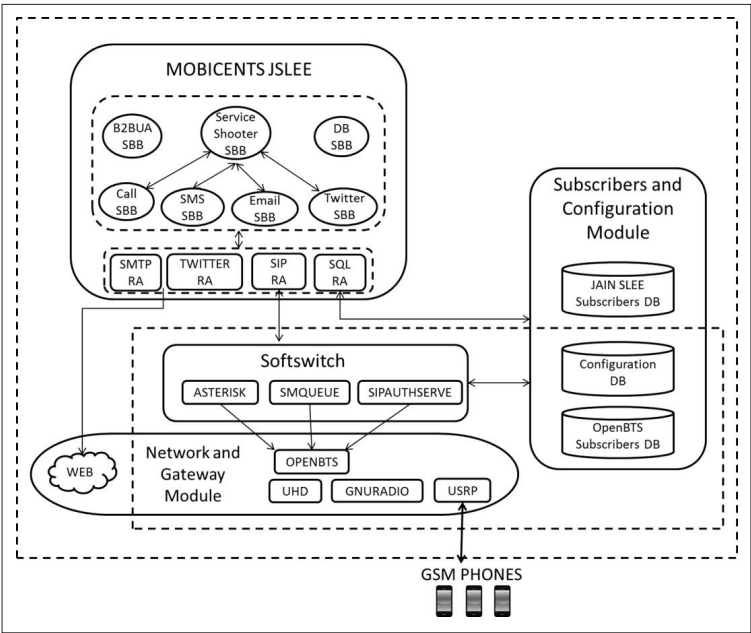 MOBICENTS JSLEE
B2BUA
SBB
Service
Shooter
SBB
DB
SBB
Call
SBB
SMS
SBB
Email
SBB
Twitter
SBB
SMTP
RA
TWITTER
RA
SIP
RA
SQL
RA
Subscribers and
Configuration
Module
JAIN SLEE
Subscribers DB
Configuration
DB
OpenBTS
Subscribers DB
Softswitch
ASTERISK
SMQUEUE
SIPAUTHSERVE
Network and
Gateway
Module
WEB
OPENBTS
UHD
GNURADIO
USRP
GSM PHONES